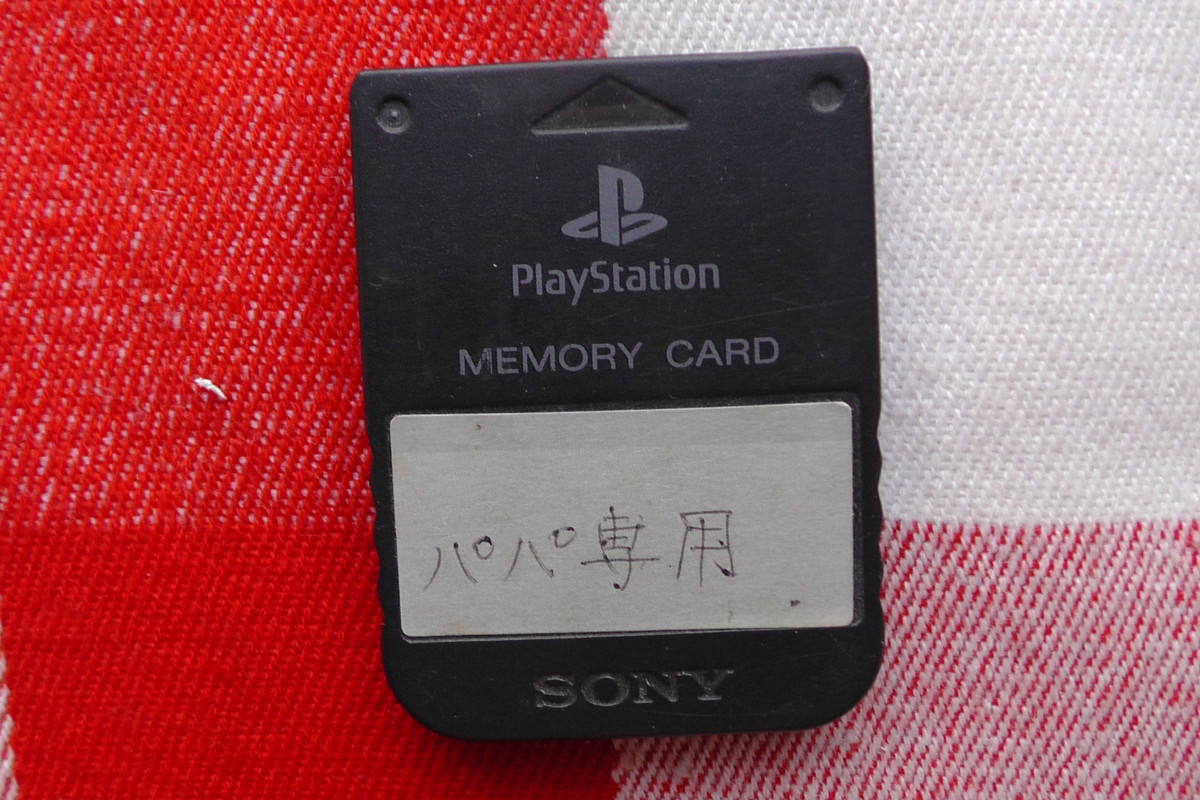 PlayStation
MEMORY CARD
パパ専用
SONY